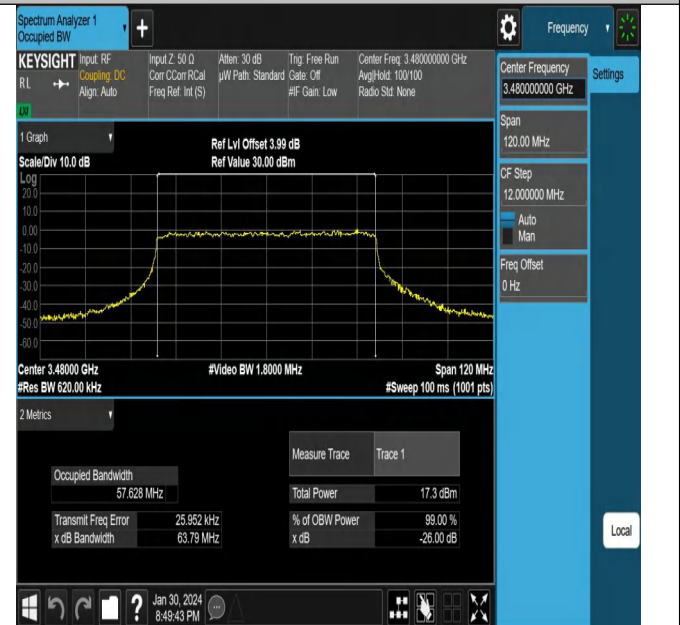 Spectrum Analyzer 1
Occupied BW
+
Frequency
KEYSIGHT Input: RF Input Z: 50 Ω Atten: 30 dB Trig: Free Run Center Freq: 3.480000000 GHz
RL Coupling: DC Corr CCorr RCal µW Path: Standard Gate: Off Avg|Hold: 100/100
Align: Auto Freq Ref: Int (S) #IF Gain: Low Radio Std: None
Center Frequency
3.480000000 GHz
Settings
Span
120.00 MHz
CF Step
12.000000 MHz
Auto
Man
Freq Offset
0 Hz
Local
1 Graph
Ref Lvl Offset 3.99 dB
Scale/Div 10.0 dB Ref Value 30.00 dBm
Log
20.0
10.0
0.00
-10.0
-20.0
-30.0
-40.0
-50.0
-60.0
Center 3.48000 GHz #Video BW 1.8000 MHz Span 120 MHz
#Res BW 620.00 kHz #Sweep 100 ms (1001 pts)
2 Metrics
Measure Trace Trace 1
Occupied Bandwidth
57.628 MHz
Total Power 17.3 dBm
Transmit Freq Error 25.952 kHz % of OBW Power 99.00 %
x dB Bandwidth 63.79 MHz x dB -26.00 dB
?
Jan 30, 2024
8:49:43 PM